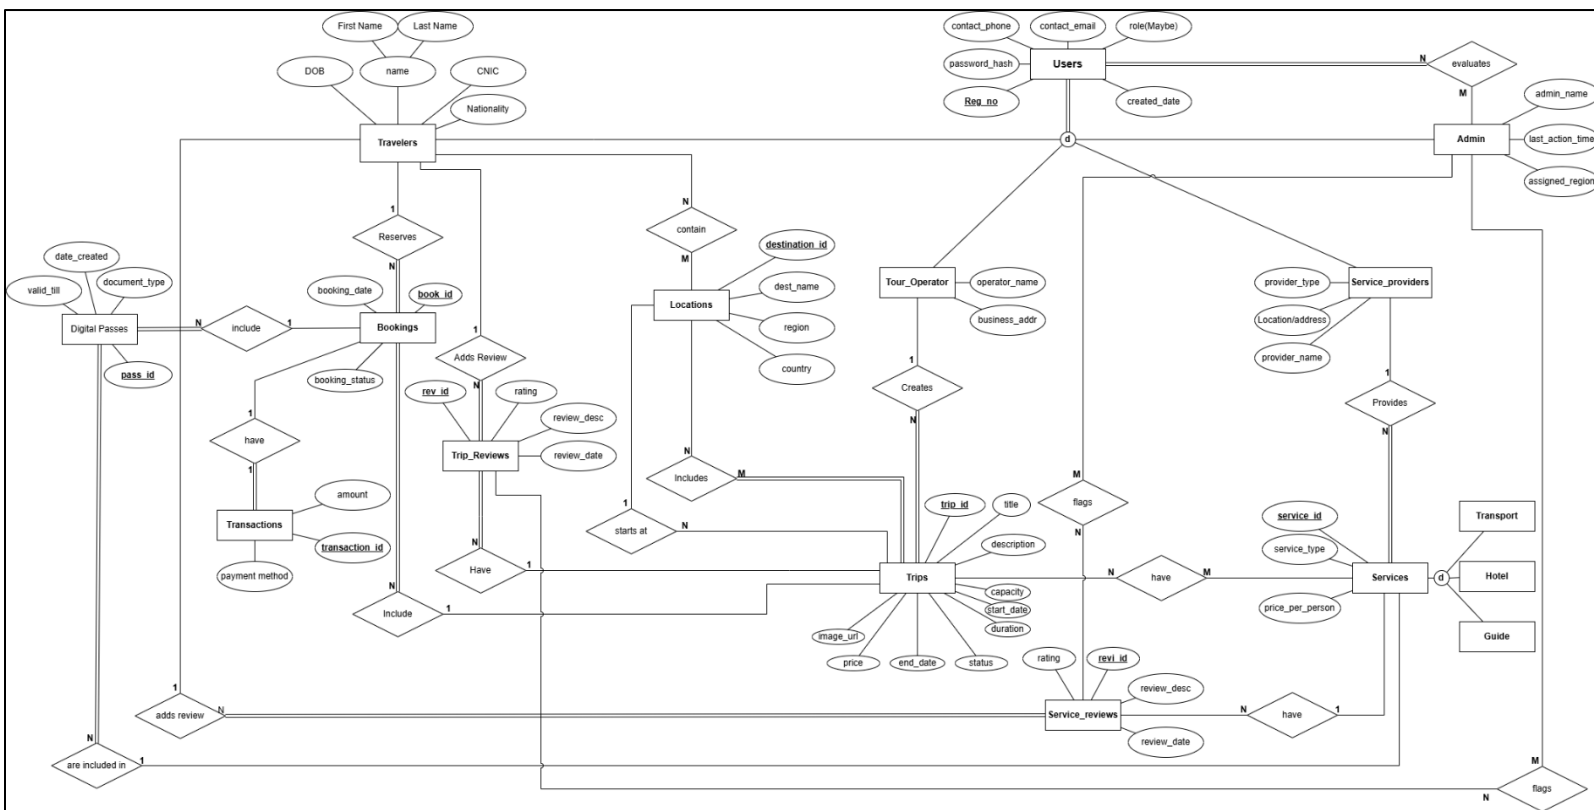 First Name
Last Name
DOB
name
CNIC
Nationality
Travelers
contact_phone
contact_email
role(Maybe)
password_hash
Users
Reg_no
created_date
N
evaluates
M
admin_name
Admin
last_action_time
assigned_region
d
1
Reserves
N
N
contain
M
date_created
valid_till
document_type
Digital Passes
pass_id
N
include
1
booking_date
book_id
Bookings
booking_status
1
Adds Review
N
destination_id
dest_name
Locations
region
country
Tour_Operator
operator_name
business_addr
provider_type
Service_providers
Location/address
provider_name
1
Creates
N
1
Provides
N
1
have
1
rev_id
rating
review_desc
Trip_Reviews
review_date
N
Includes
M
1
starts at
N
amount
Transactions
transaction_id
payment method
N
Have
1
N
Include
1
trip_id
title
description
Trips
capacity
start_date
duration
image_url
price
end_date
status
M
flags
N
N
have
M
service_id
service_type
Services
price_per_person
d
Transport
Hotel
Guide
rating
revi_id
review_desc
Service_reviews
review_date
N
have
1
1
adds review
N
N
are included in
1
M
flags
N